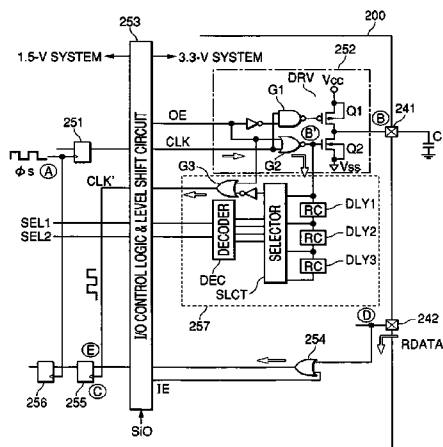 253
200
1.5-V SYSTEM
3.3-V SYSTEM
252
DRV
Vcc
G1
Q1
OE
251
B
241
CLK
B'
Q2
C
G2
Vss
φs
A
G3
CLK'
I/O CONTROL LOGIC & LEVEL SHIFT CIRCUIT
SEL1
SEL2
DECODER
SELECTOR
RC
DLY1
RC
DLY2
RC
DLY3
DEC
SLCT
257
D
242
RDATA
254
E
C
IE
256
255
SiO